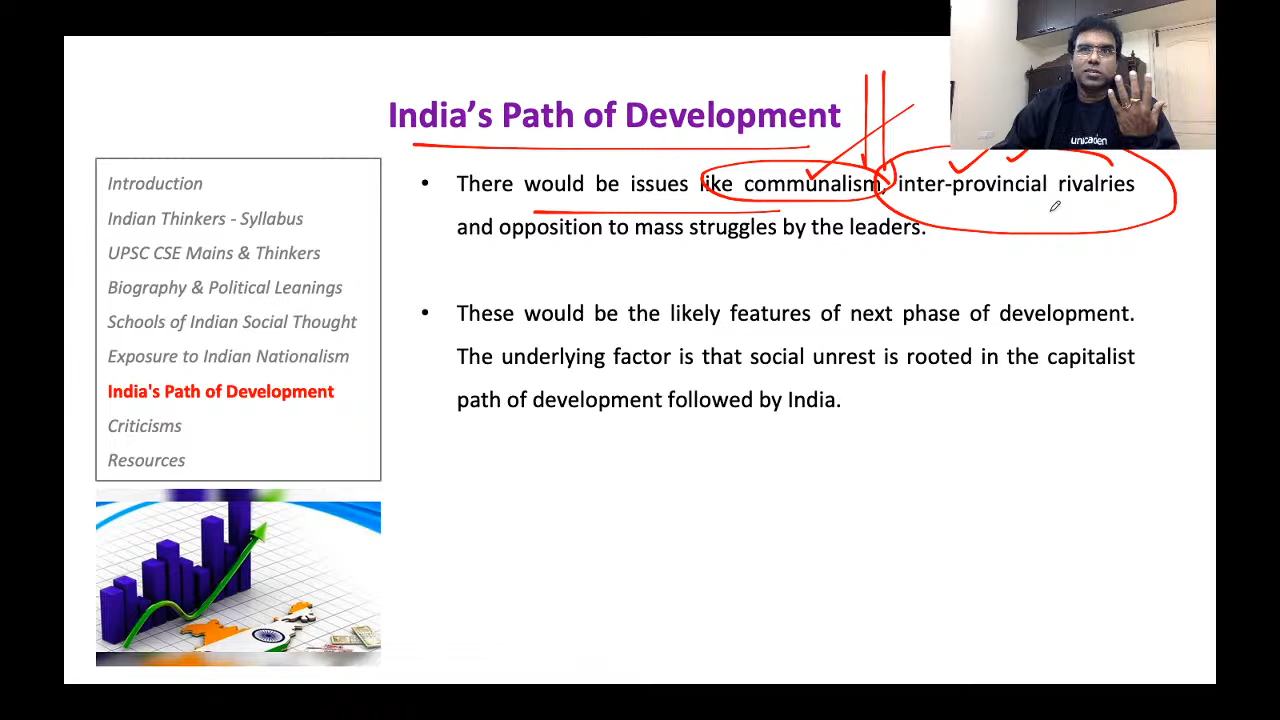 India's Path of Development
Introduction
Indian Thinkers - Syllabus
UPSC CSE Mains & Thinkers
Biography & Political Leanings
Schools of Indian Social Thought
Exposure to Indian Nationalism
India's Path of Development
Criticisms
Resources
• There would be issues like communalism, inter-provincial rivalries
and opposition to mass struggles by the leaders.
• These would be the likely features of next phase of development.
The underlying factor is that social unrest is rooted in the capitalist
path of development followed by India.